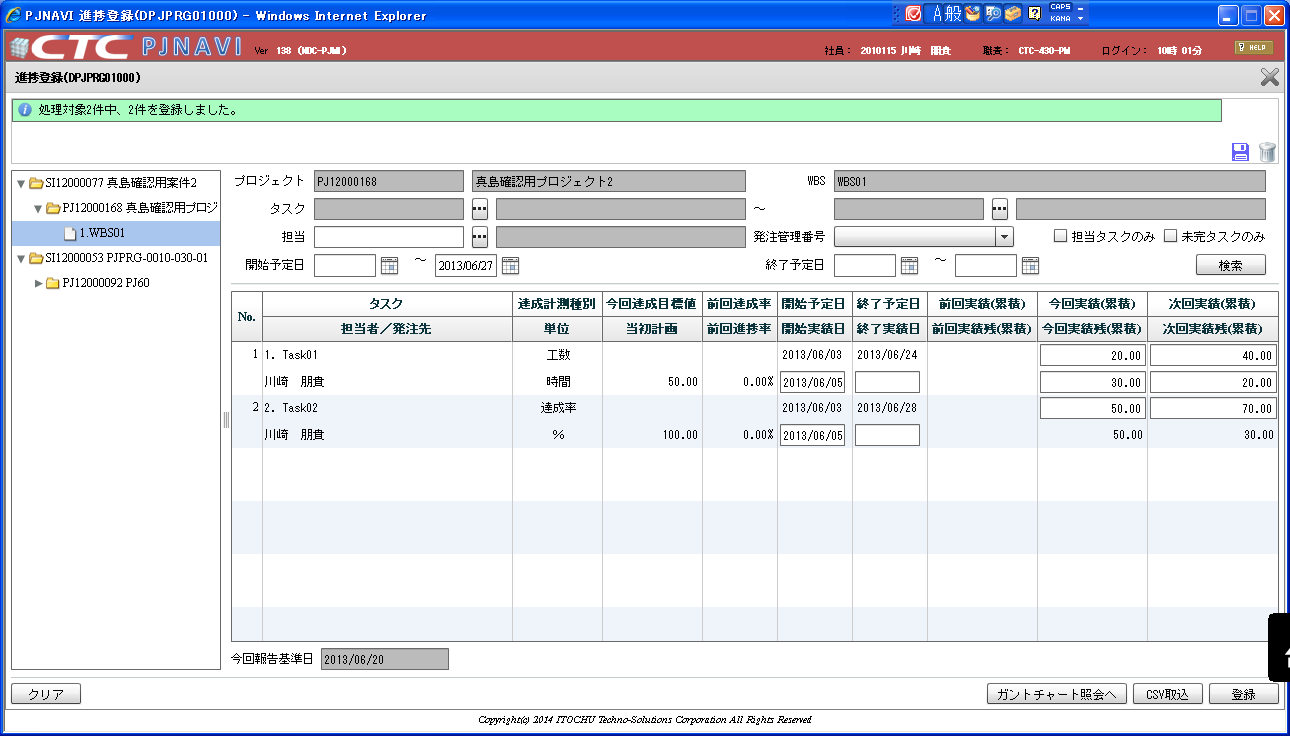 PJNAVI 進捗登録(DPJPRG01000) - Windows Internet Explorer
A 般 CAPS KANA
CTC PJNAVI Ver 138 (NDC-PJMI) 社員: 2010115 川崎 朋貴 職責: CTC-430-PM ログイン: 10時 01分 ? HELP
進捗登録(DPJPRG01000)
処理対象2件中、2件を登録しました。
SI12000077 真島確認用案件2
PJ12000168 真島確認用プロジ
1.WBS01
SI12000053 PJPRG-0010-030-01
PJ12000092 PJ60
プロジェクト PJ12000168 真島確認用プロジェクト2 WBS WBS01
タスク ... ~ ...
担当 ... 発注管理番号 担当タスクのみ 未完タスクのみ
開始予定日 ~ 2013/06/27 終了予定日 ~ 検索
No. タスク 達成計測種別 今回達成目標値 前回達成率 開始予定日 終了予定日 前回実績(累積) 今回実績(累積) 次回実績(累積)
担当者/発注先 単位 当初計画 前回進捗率 開始実績日 終了実績日 前回実績残(累積) 今回実績残(累積) 次回実績残(累積)
1 1. Task01 工数 2013/06/03 2013/06/24 20.00 40.00
川崎 朋貴 時間 50.00 0.00% 2013/06/05 30.00 20.00
2 2. Task02 達成率 2013/06/03 2013/06/28 50.00 70.00
川崎 朋貴 % 100.00 0.00% 2013/06/05 50.00 30.00
今回報告基準日 2013/06/20
クリア ガントチャート照会へ CSV取込 登録
Copyright(c) 2014 ITOCHU Techno-Solutions Corporation All Rights Reserved